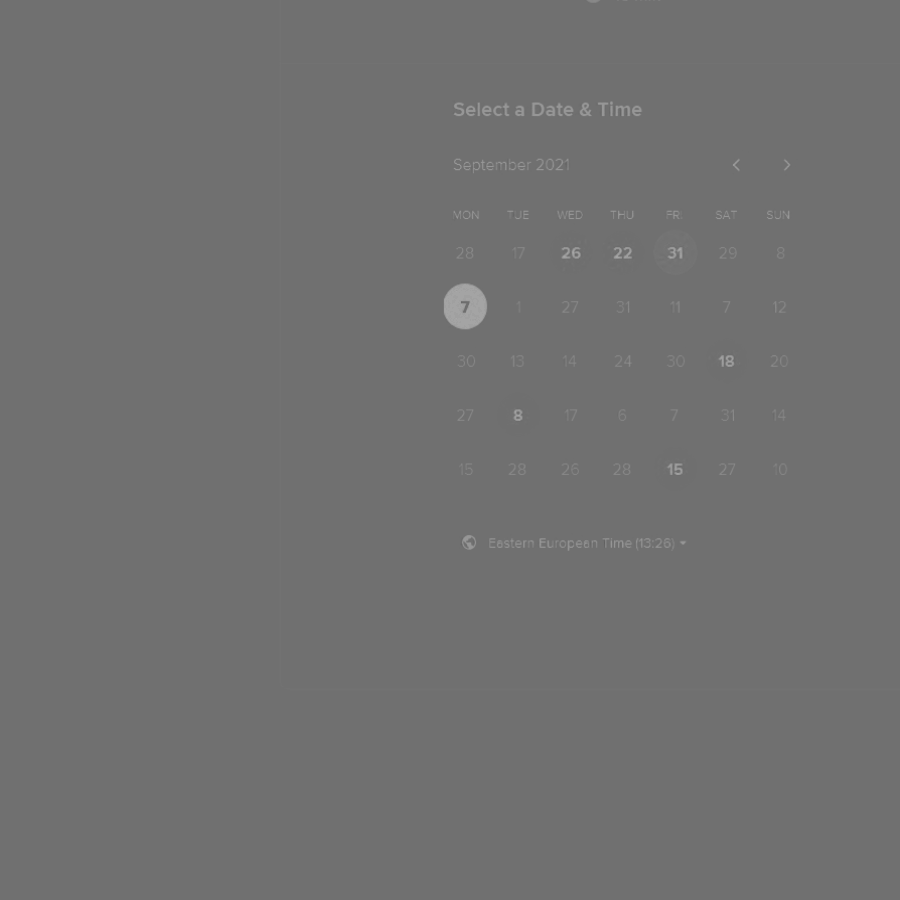 Select a Date & Time
September 2021
MON TUE WED THU FRI SAT SUN
28 17 26 22 31 29 8
7 1 27 31 11 7 12
30 13 14 24 30 18 20
27 8 17 6 7 31 14
15 28 26 28 15 27 10
Eastern European Time (13:26)